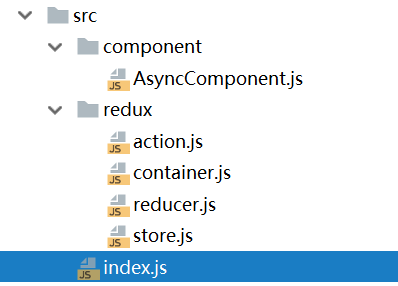 src
component
JS AsyncComponent.js
redux
JS action.js
JS container.js
JS reducer.js
JS store.js
JS index.js